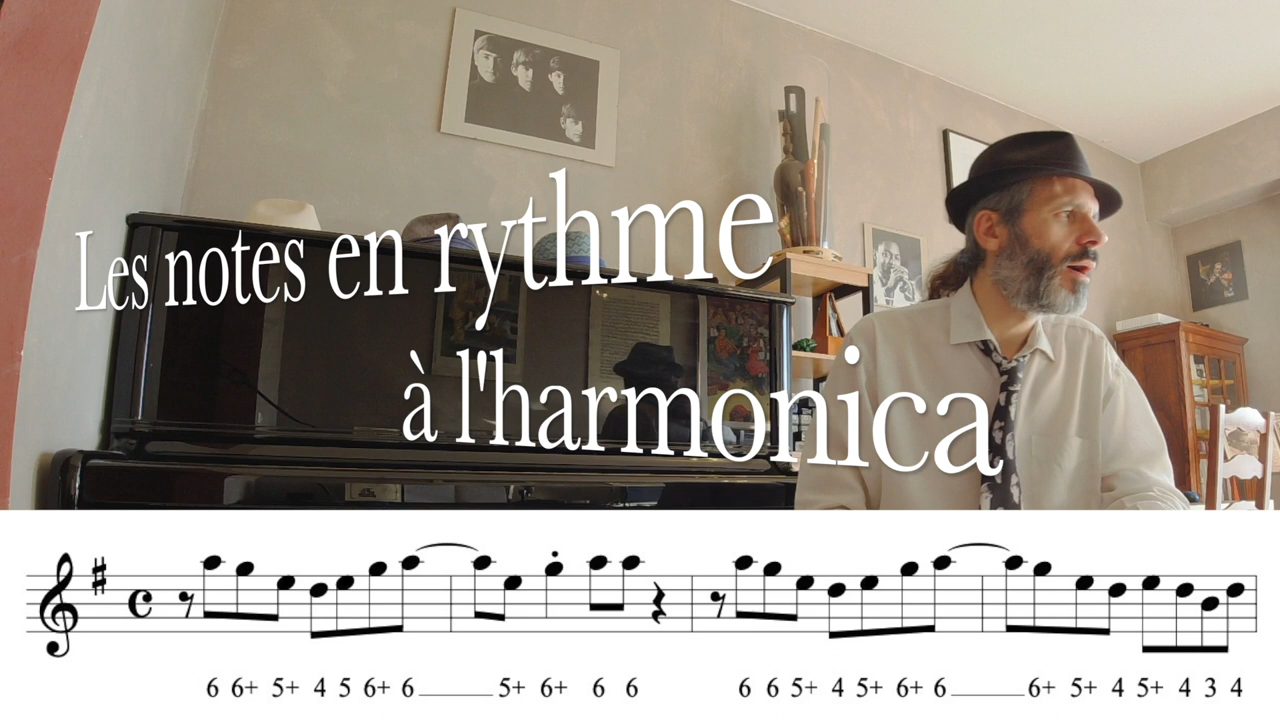 Les notes en rythme
à l'harmonica
6 6+ 5+ 4 5 6+ 6 5+ 6+ 6 6 6 6 5+ 4 5+ 6+ 6 6+ 5+ 4 5+ 4 3 4